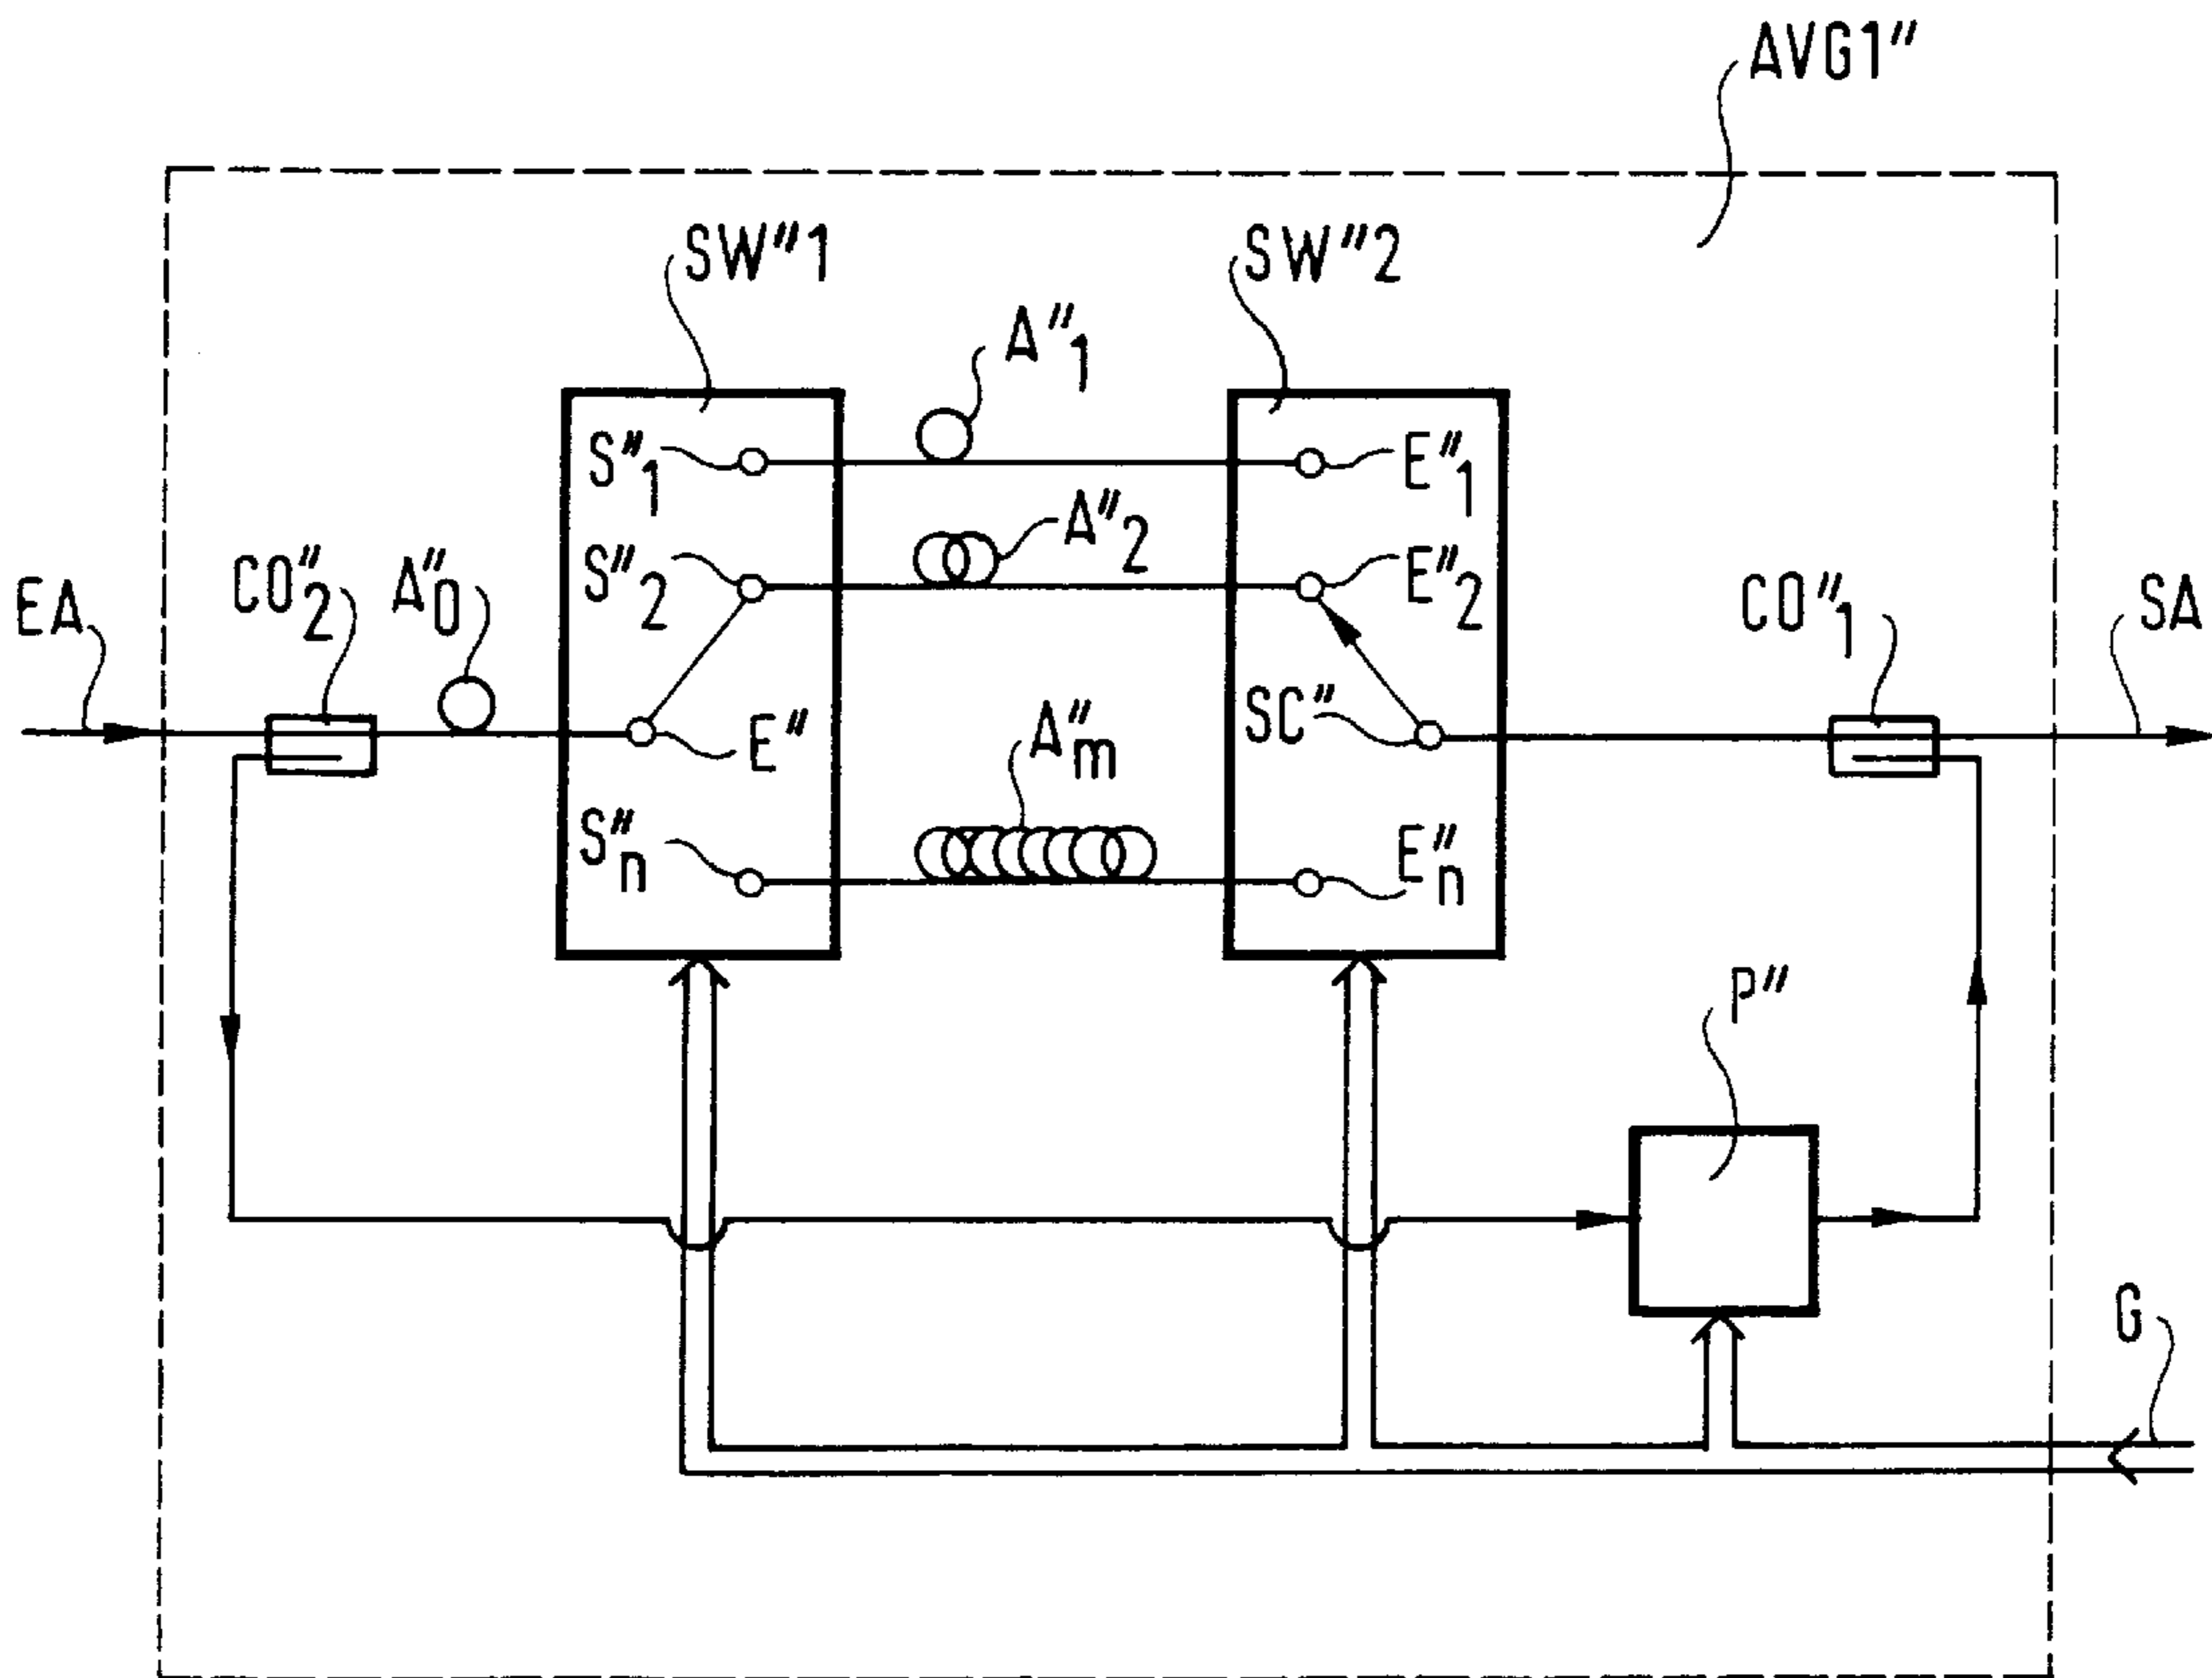 AVG1"
SW"1
SW"2
A"1
S"1
E"1
A"2
S"2
E"2
CO"2
A"0
CO"1
EA
SA
E"
SC"
A"m
S"n
E"n
P"
G